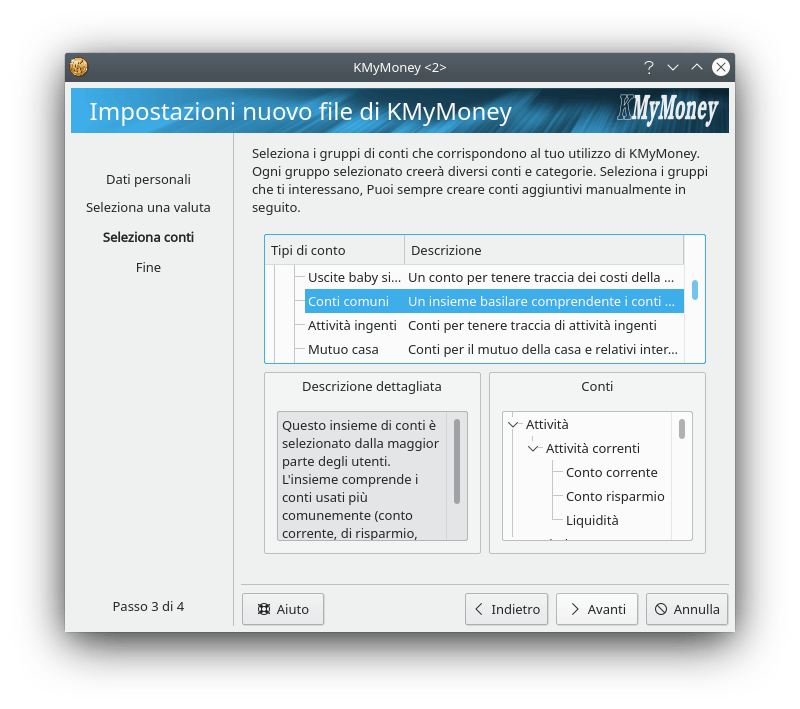 KMyMoney <2>
Impostazioni nuovo file di KMyMoney
KMyMoney
Dati personali
Seleziona una valuta
Seleziona conti
Fine
Passo 3 di 4
Seleziona i gruppi di conti che corrispondono al tuo utilizzo di KMyMoney.
Ogni gruppo selezionato creerà diversi conti e categorie. Seleziona i gruppi
che ti interessano, Puoi sempre creare conti aggiuntivi manualmente in
seguito.
Tipi di conto Descrizione
Uscite baby si... Un conto per tenere traccia dei costi della ...
Conti comuni Un insieme basilare comprendente i conti ...
Attività ingenti Conti per tenere traccia di attività ingenti
Mutuo casa Conti per il mutuo della casa e relativi inter...
Descrizione dettagliata
Questo insieme di conti è
selezionato dalla maggior
parte degli utenti.
L'insieme comprende i
conti usati più
comunemente (conto
corrente, di risparmio,
Conti
Attività
Attività correnti
Conto corrente
Conto risparmio
Liquidità
Aiuto
Indietro
Avanti
Annulla